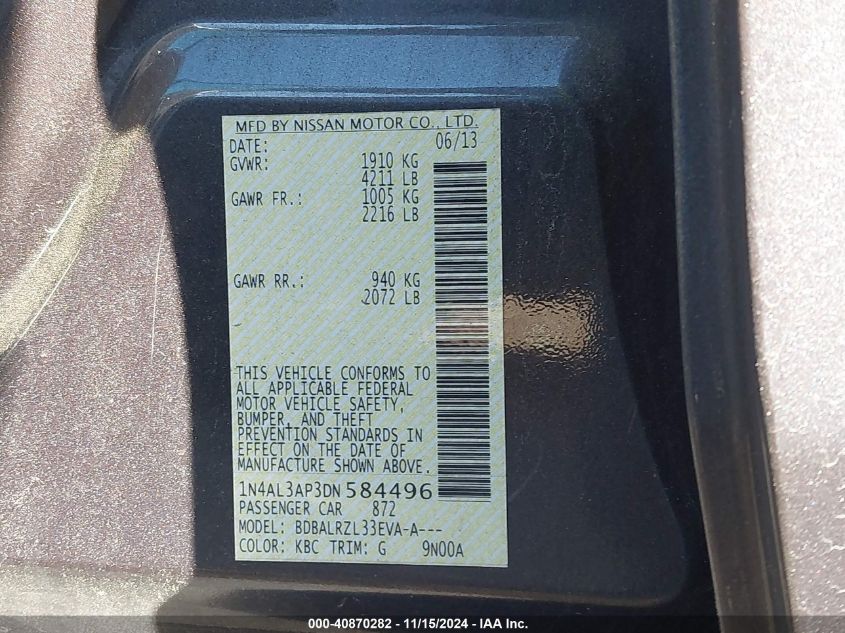 MFD BY NISSAN MOTOR CO., LTD.
DATE: 06/13
GVWR: 1910 KG
4211 LB
GAWR FR.: 1005 KG
2216 LB
GAWR RR.: 940 KG
2072 LB
THIS VEHICLE CONFORMS TO
ALL APPLICABLE FEDERAL
MOTOR VEHICLE SAFETY,
BUMPER, AND THEFT
PREVENTION STANDARDS IN
EFFECT ON THE DATE OF
MANUFACTURE SHOWN ABOVE.
1N4AL3AP3DN584496
PASSENGER CAR 872
MODEL: BDBALRZL33EVA-A---
COLOR: KBC TRIM: G 9N00A
000-40870282 - 11/15/2024 - IAA Inc.